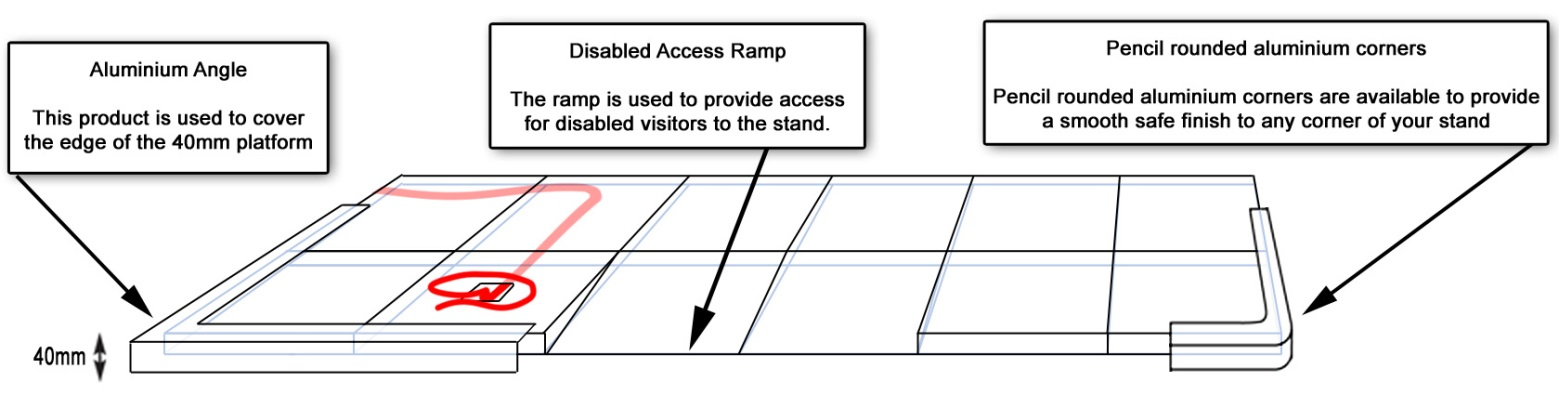 Aluminium Angle
This product is used to cover
the edge of the 40mm platform
Disabled Access Ramp
The ramp is used to provide access
for disabled visitors to the stand.
Pencil rounded aluminium corners
Pencil rounded aluminium corners are available to provide
a smooth safe finish to any corner of your stand
40mm